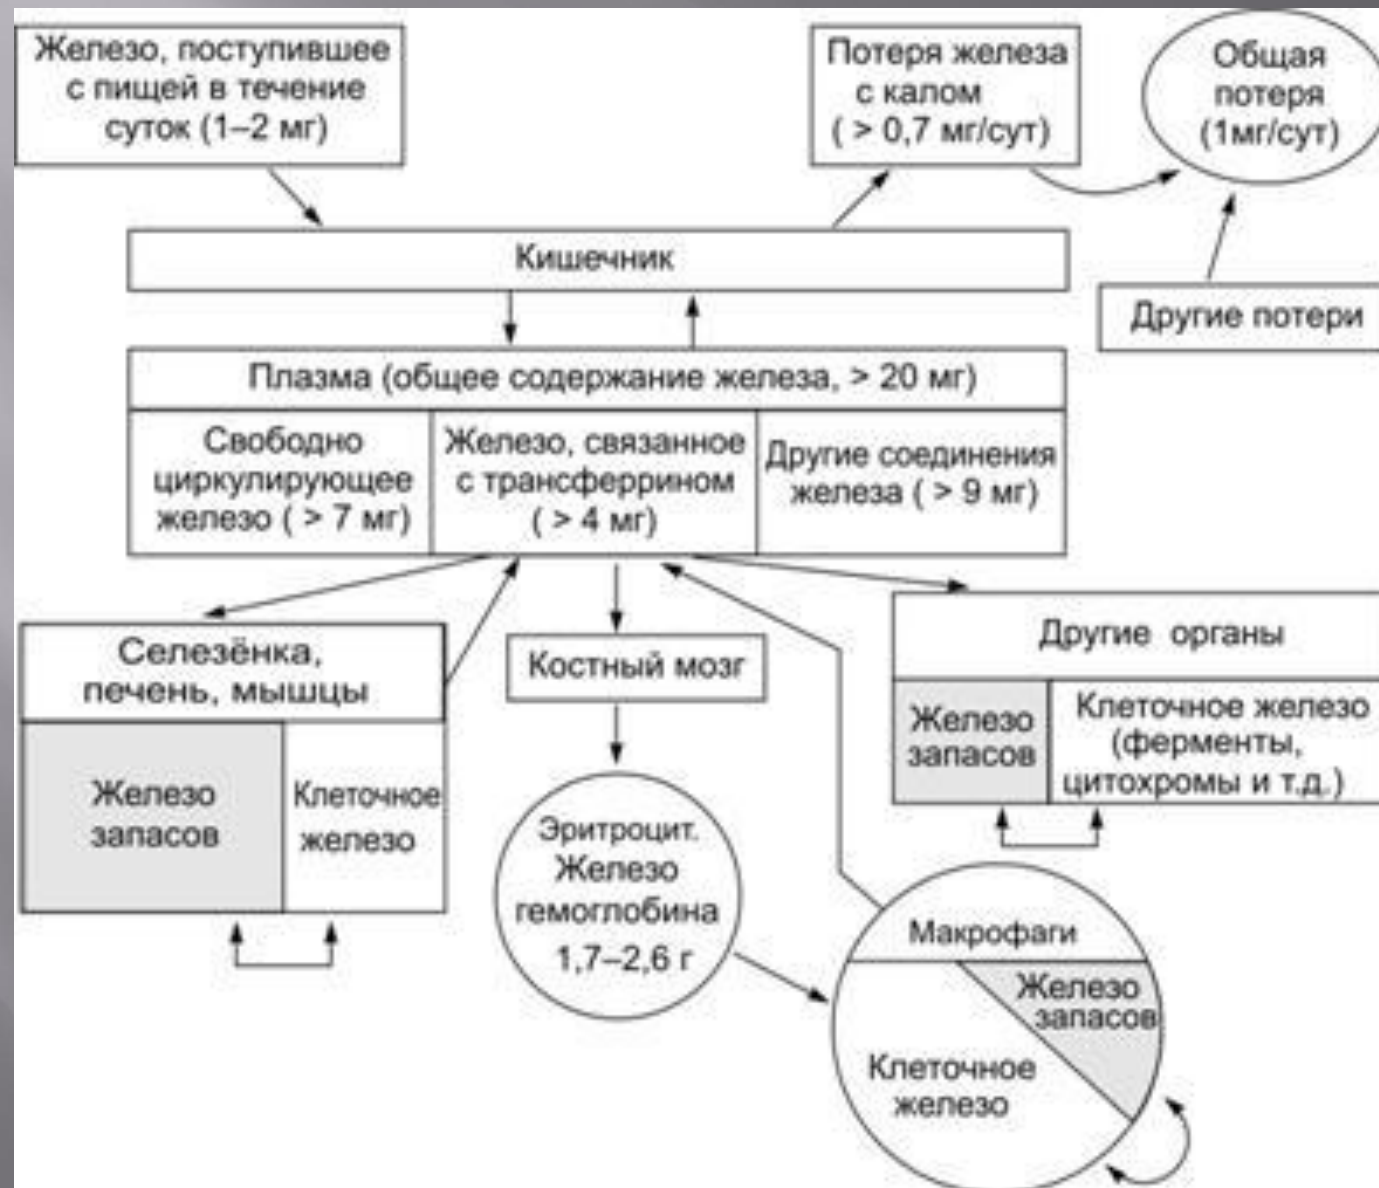 Железо, поступившее
с пищей в течение
суток (1–2 мг)
Потеря железа
с калом
( > 0,7 мг/сут)
Общая
потеря
(1мг/сут)
Кишечник
Другие потери
Плазма (общее содержание железа, > 20 мг)
Свободно
циркулирующее
железо ( > 7 мг)
Железо, связанное
с трансферрином
( > 4 мг)
Другие соединения
железа ( > 9 мг)
Селезёнка,
печень, мышцы
Железо
запасов
Клеточное
железо
Костный мозг
Эритроцит.
Железо
гемоглобина
1,7–2,6 г
Другие органы
Железо
запасов
Клеточное железо
(ферменты,
цитохромы и т.д.)
Макрофаги
Железо
запасов
Клеточное
железо